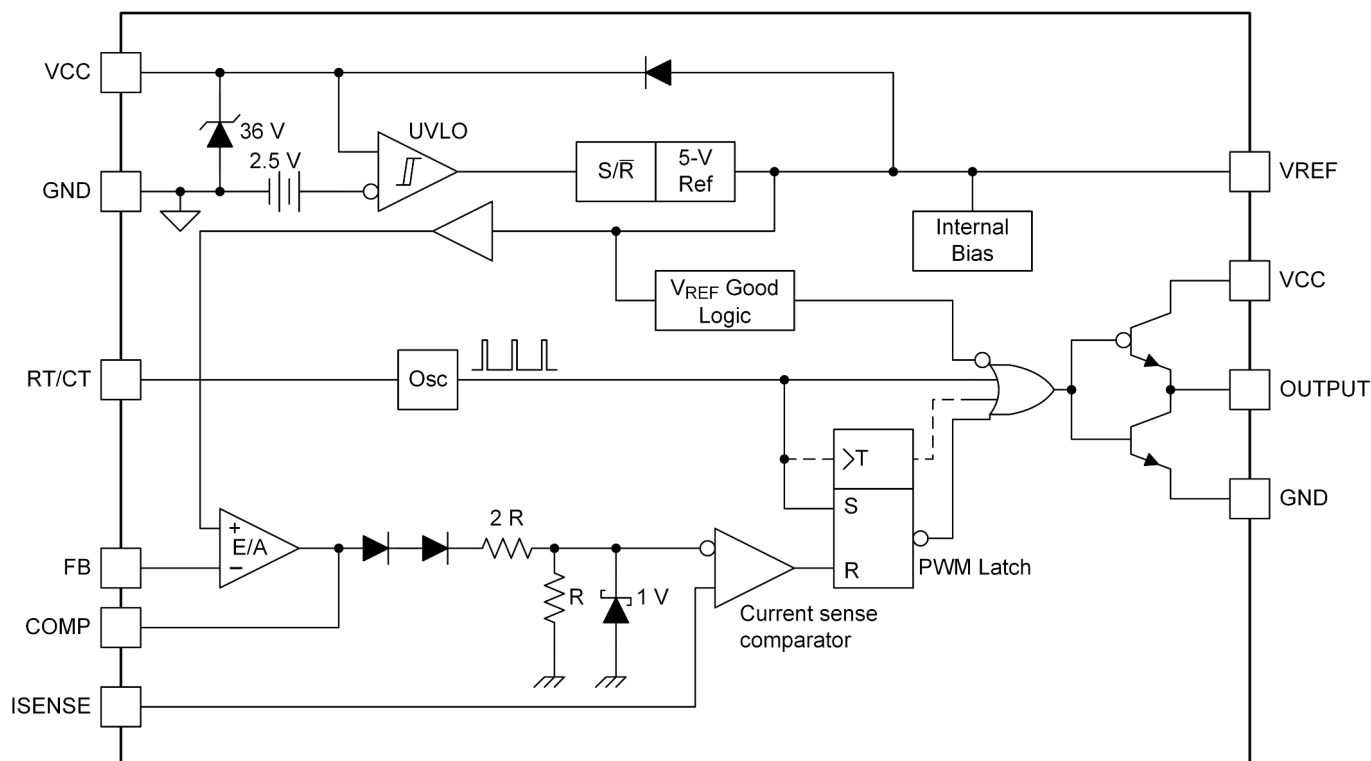 VCC
36 V
UVLO
2.5 V
GND
S/R̅
5-V
Ref
VREF
Internal
Bias
VCC
VREF Good
Logic
RT/CT
Osc
OUTPUT
>T
S
GND
2 R
+
E/A
−
FB
R
1 V
R
PWM Latch
COMP
Current sense
comparator
ISENSE